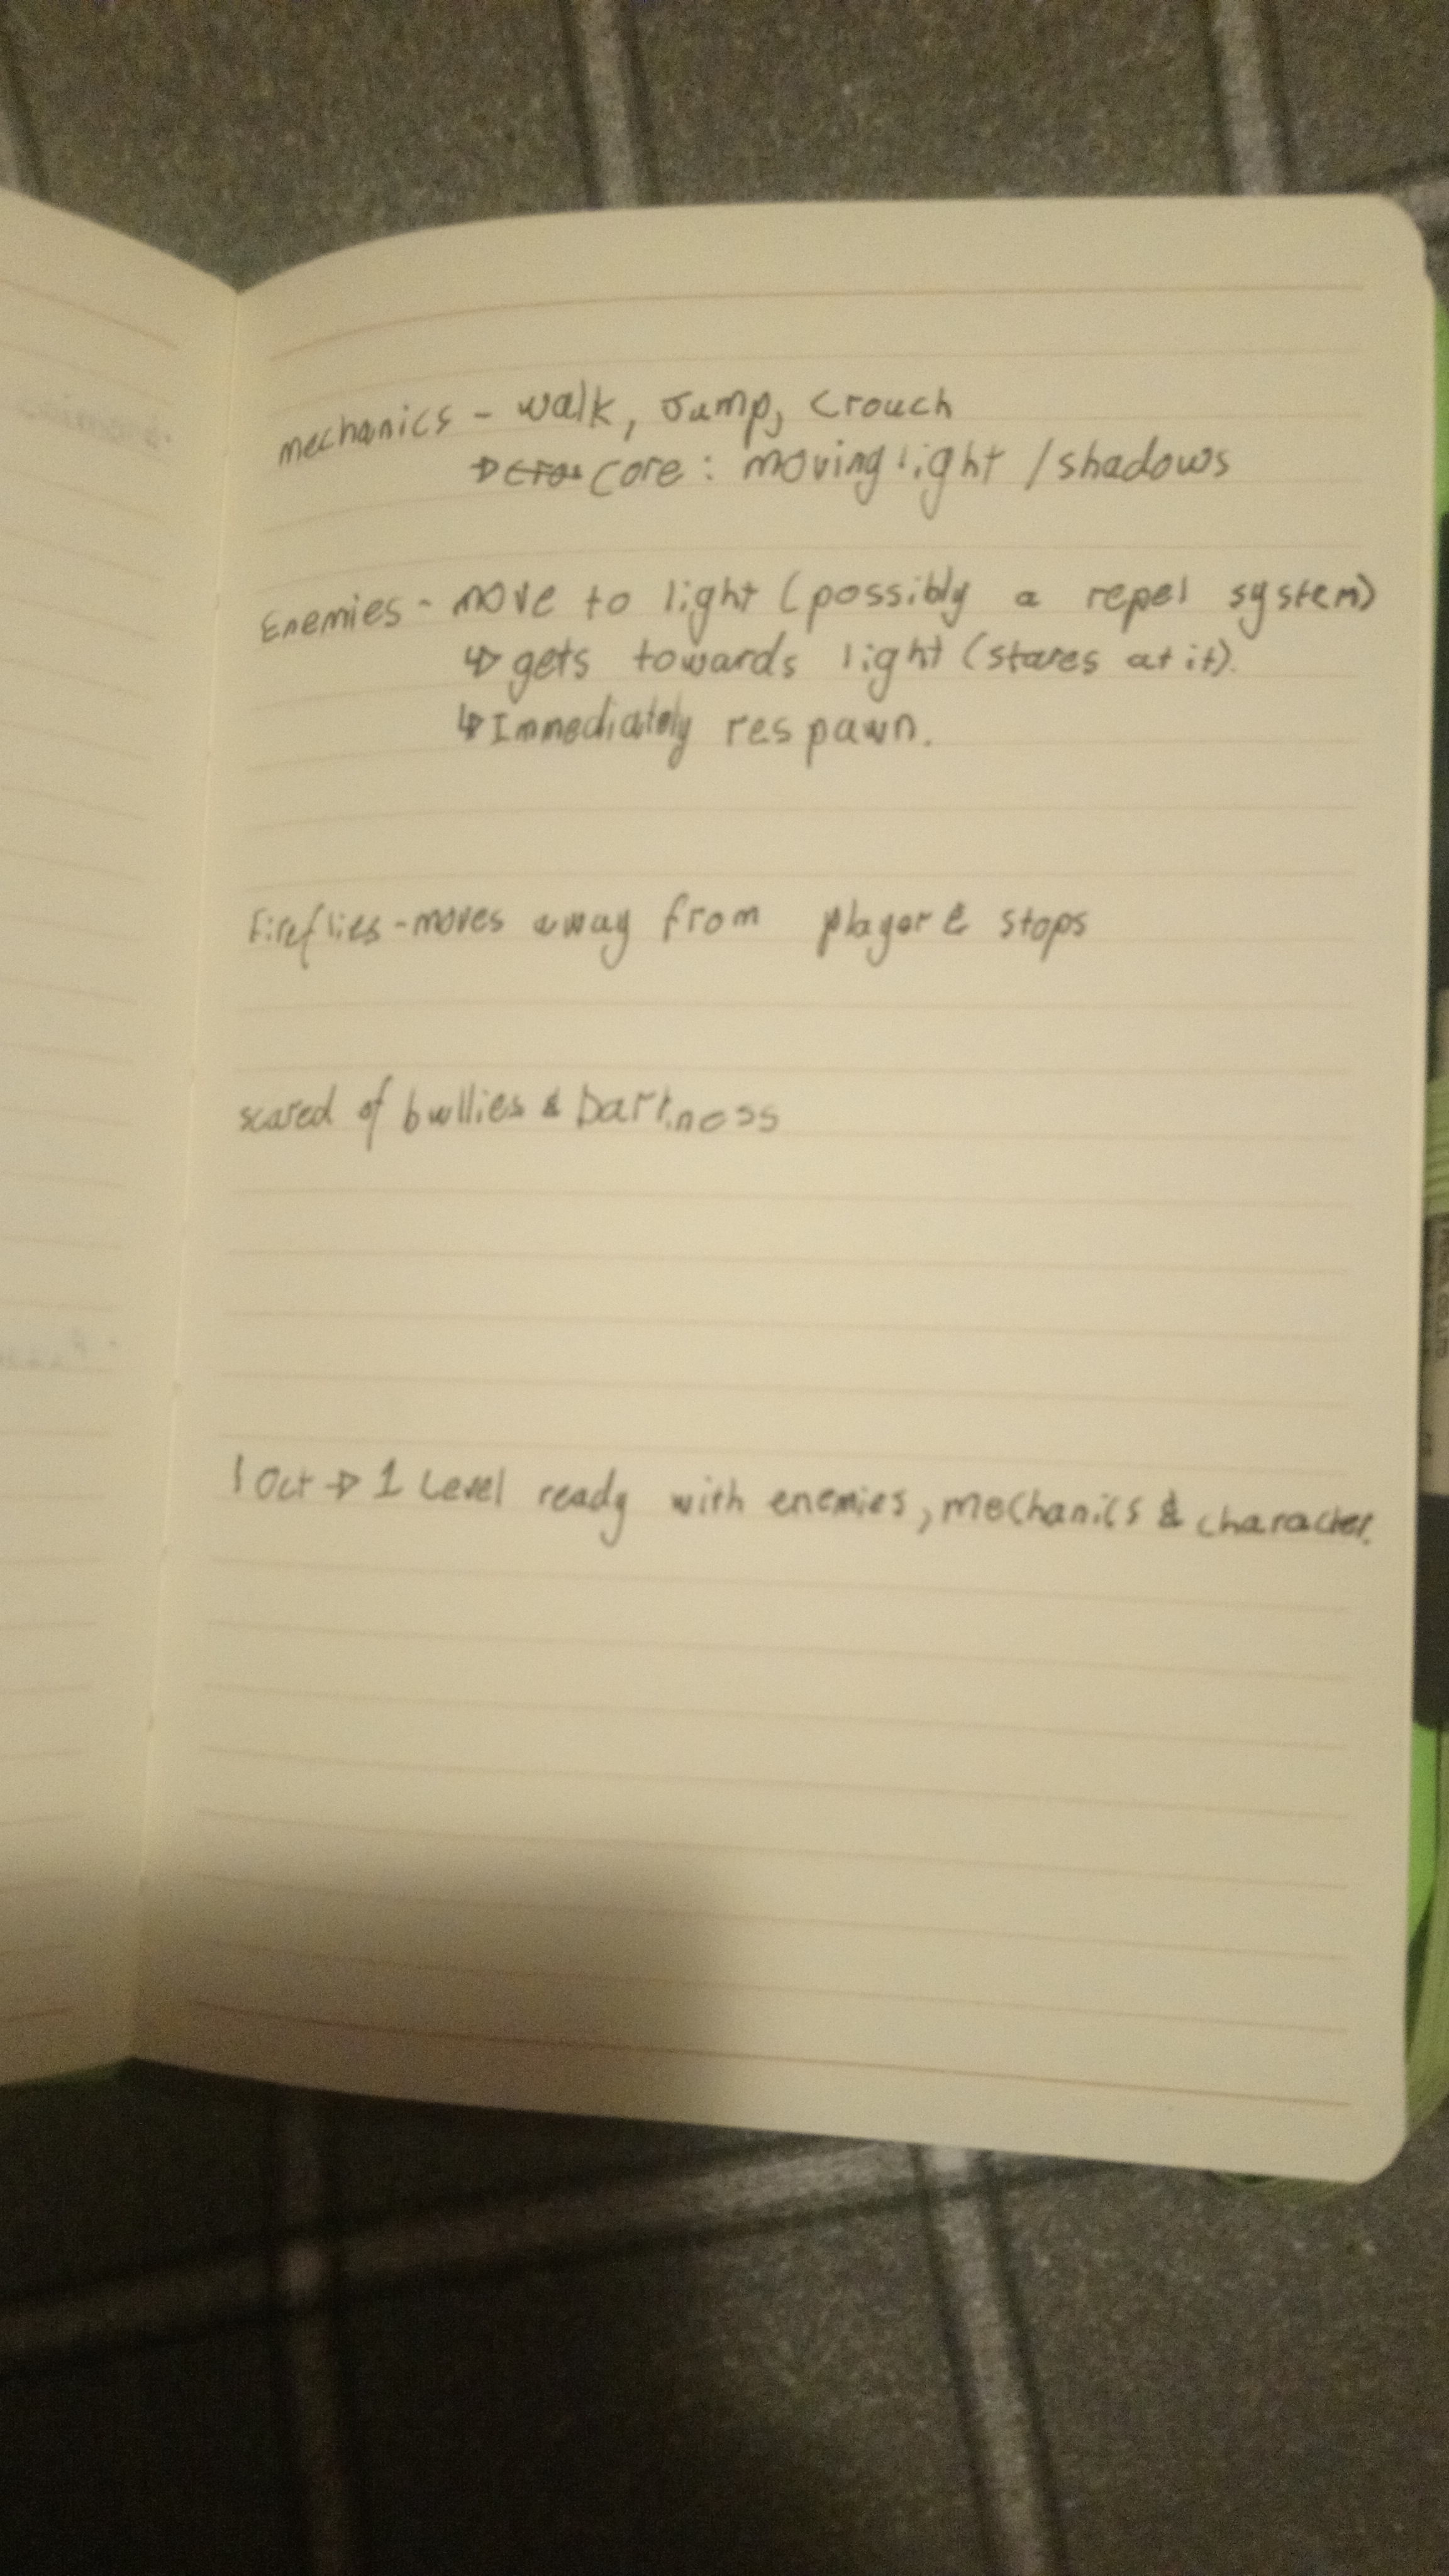 mechanics - walk, Jump, crouch
↳ core: moving light / shadows
Enemies - move to light (possibly a repel system)
↳ gets towards light (stares at it).
↳ Immediately respawn.
Fireflies - moves away from player & stops
scared of bullies & Darkness
1 Oct → 1 Level ready with enemies, mechanics & character.